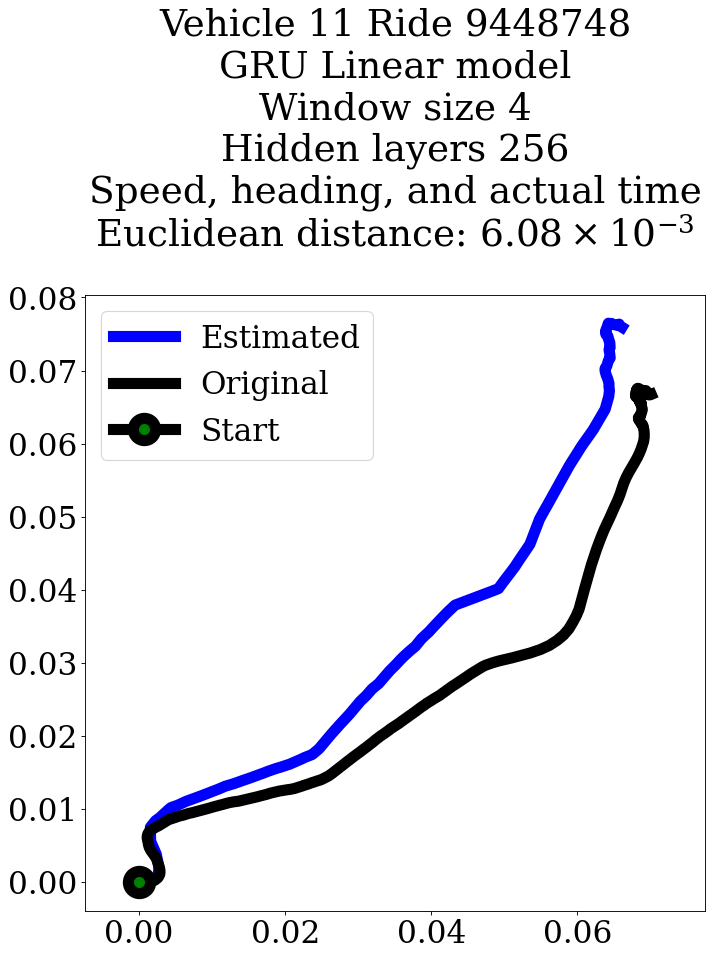 Vehicle 11 Ride 9448748
GRU Linear model
Window size 4
Hidden layers 256
Speed, heading, and actual time
Euclidean distance: 6.08 × 10⁻³
0.08
0.07
0.06
0.05
0.04
0.03
0.02
0.01
0.00
Estimated
Original
Start
0.00 0.02 0.04 0.06